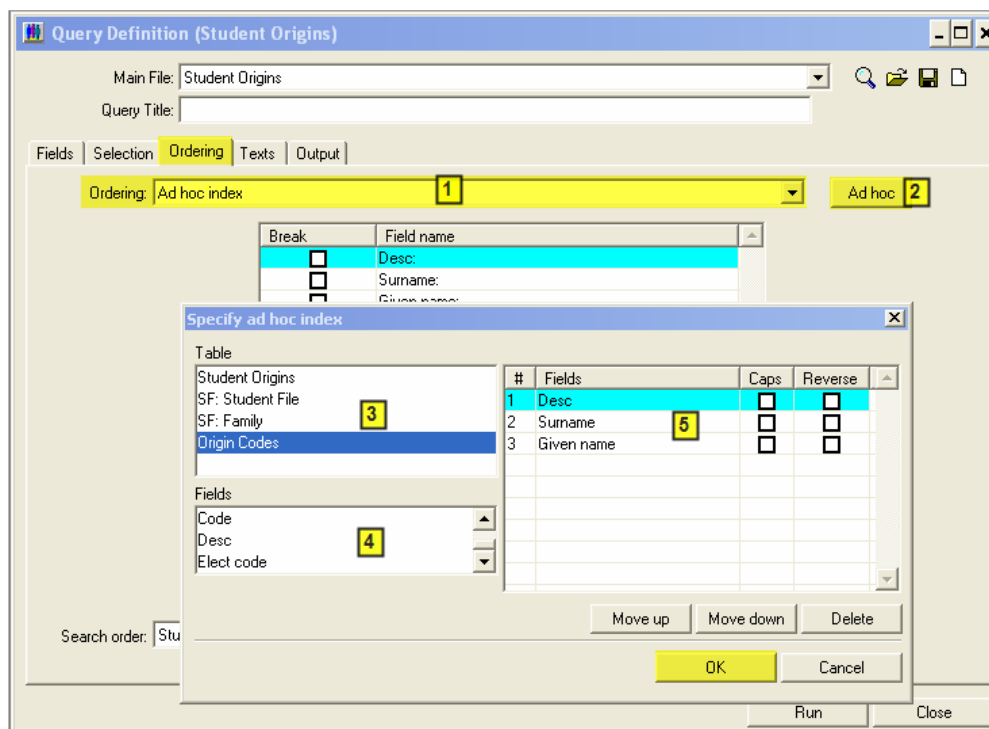 Query Definition (Student Origins)
Main File: Student Origins
Query Title:
Fields Selection Ordering Texts Output
Ordering: Ad hoc index 1 Ad hoc 2
Break Field name
Desc:
Surname:
Given name:
Specify ad hoc index
Table
Student Origins
SF: Student File
SF: Family
Origin Codes
3
Fields
Code
Desc
Elect code
4
# Fields Caps Reverse
1 Desc
2 Surname
3 Given name
5
Move up Move down Delete
Search order: Stu
OK Cancel
Run Close